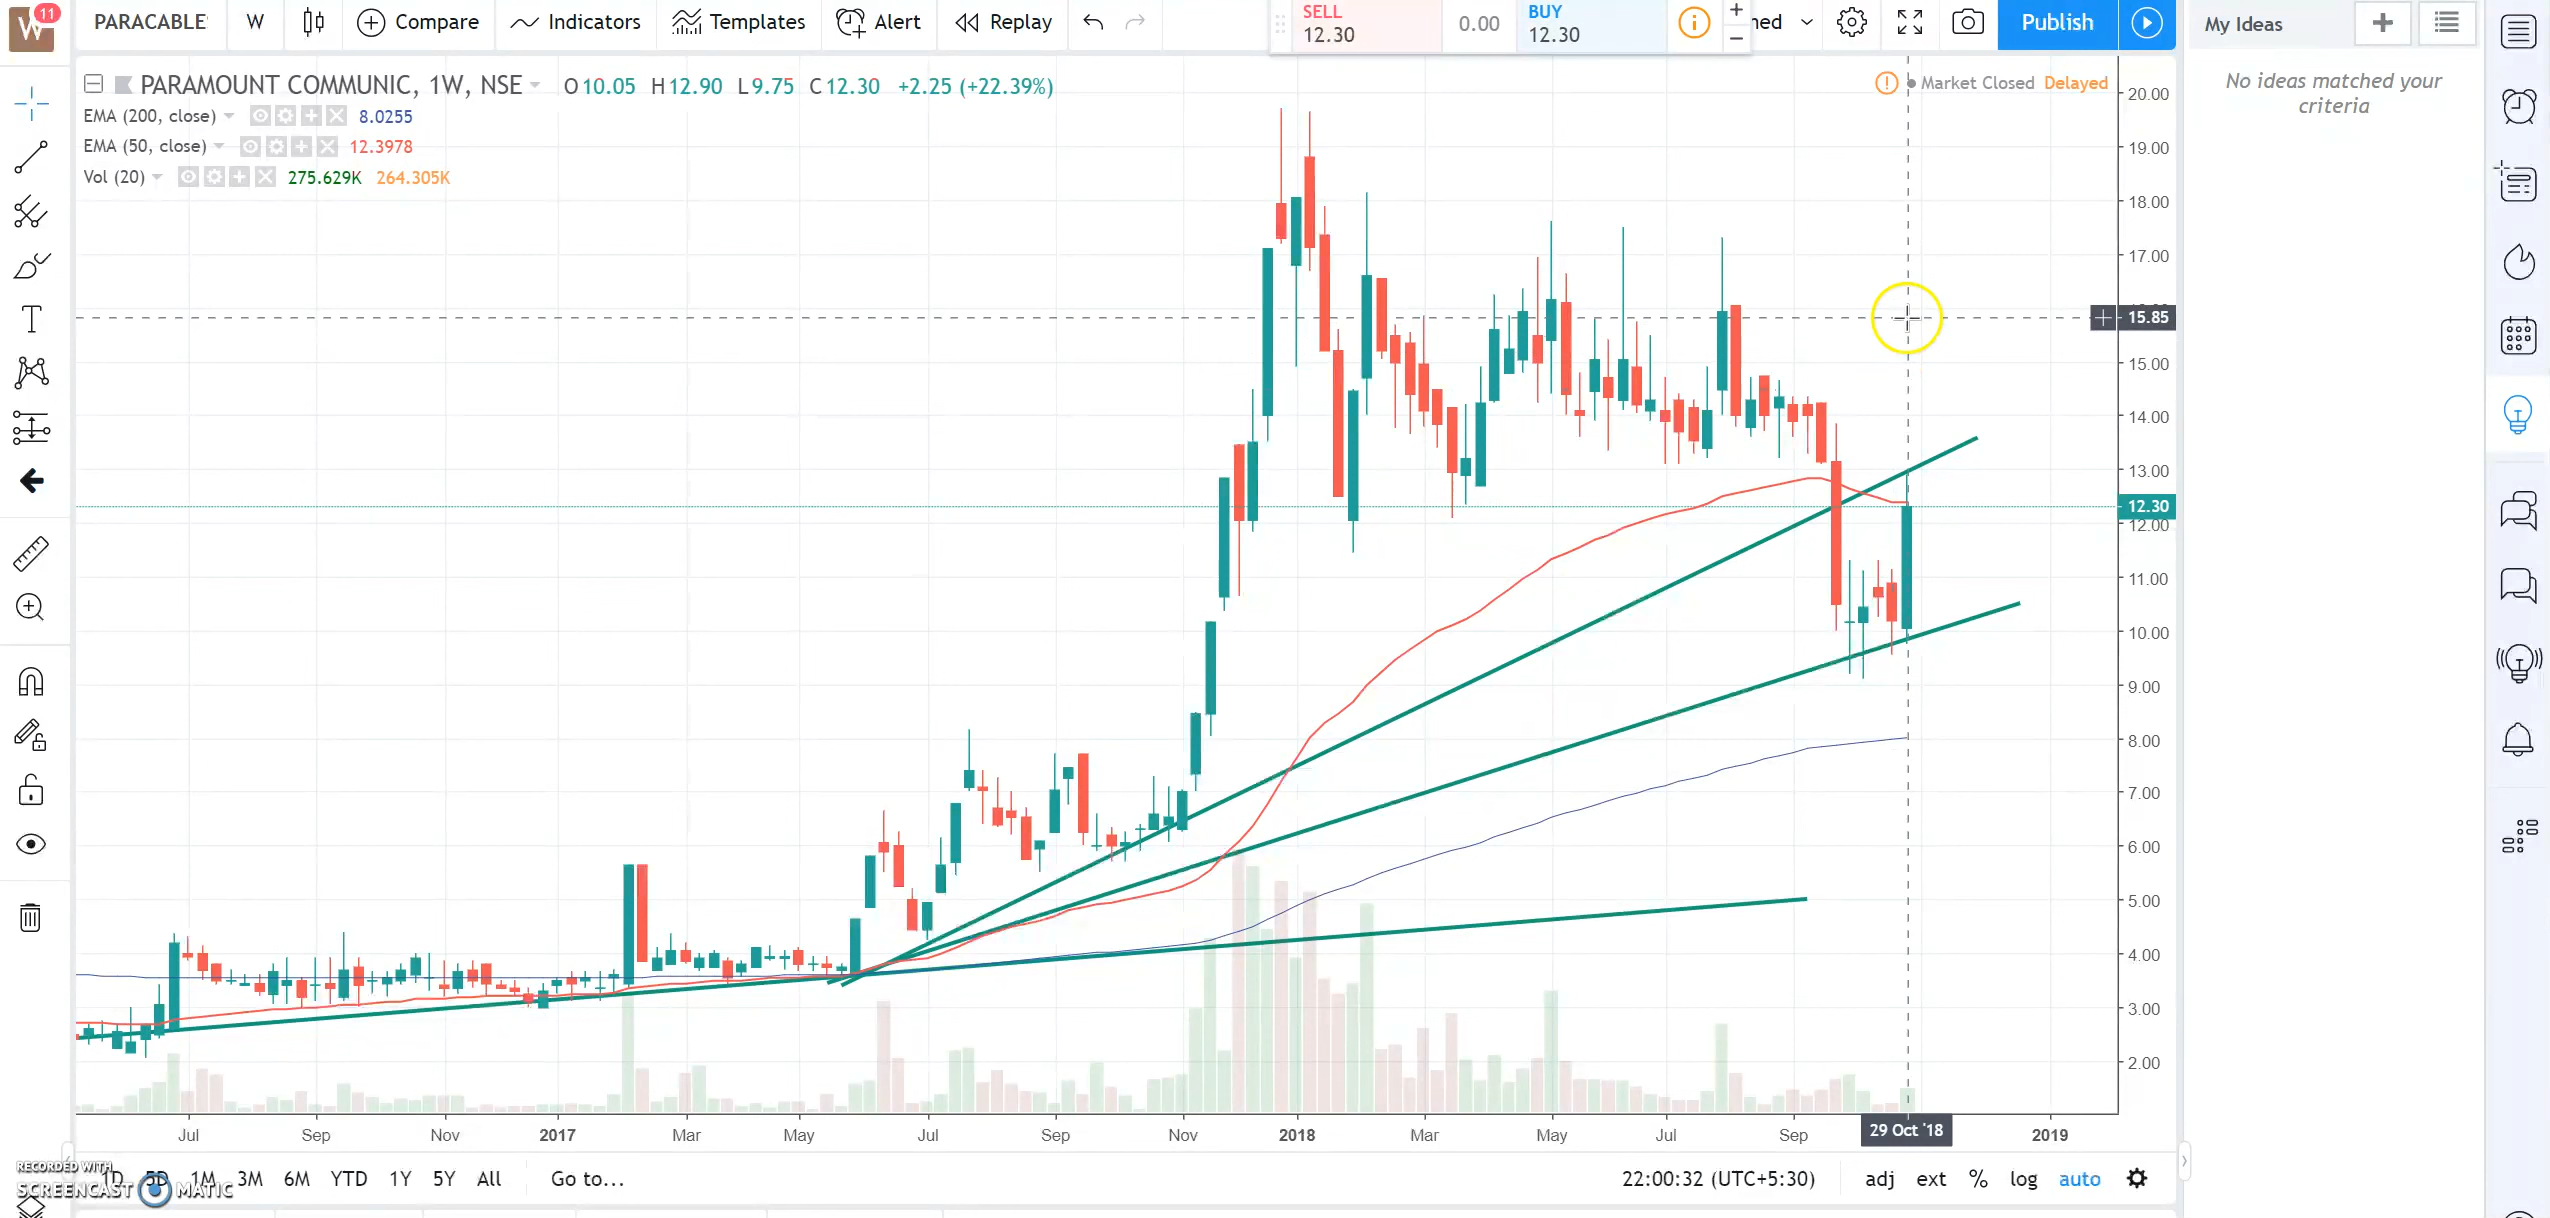 W 11 PARACABLE W Compare Indicators Templates Alert Replay SELL 12.30 0.00 BUY 12.30 ned Publish My Ideas
PARAMOUNT COMMUNIC, 1W, NSE O10.05 H12.90 L9.75 C12.30 +2.25 (+22.39%)
Market Closed Delayed
EMA (200, close) 8.0255
EMA (50, close) 12.3978
Vol (20) 275.629K 264.305K
No ideas matched your
criteria
20.00
19.00
18.00
17.00
15.85
15.00
14.00
13.00
12.30
12.00
11.00
10.00
9.00
8.00
7.00
6.00
5.00
4.00
3.00
2.00
Jul Sep Nov 2017 Mar May Jul Sep Nov 2018 Mar May Jul Sep 29 Oct '18 2019
1D 5D 1M 3M 6M YTD 1Y 5Y All Go to... 22:00:32 (UTC+5:30) adj ext % log auto
RECORDED WITH
SCREENCAST MATIC